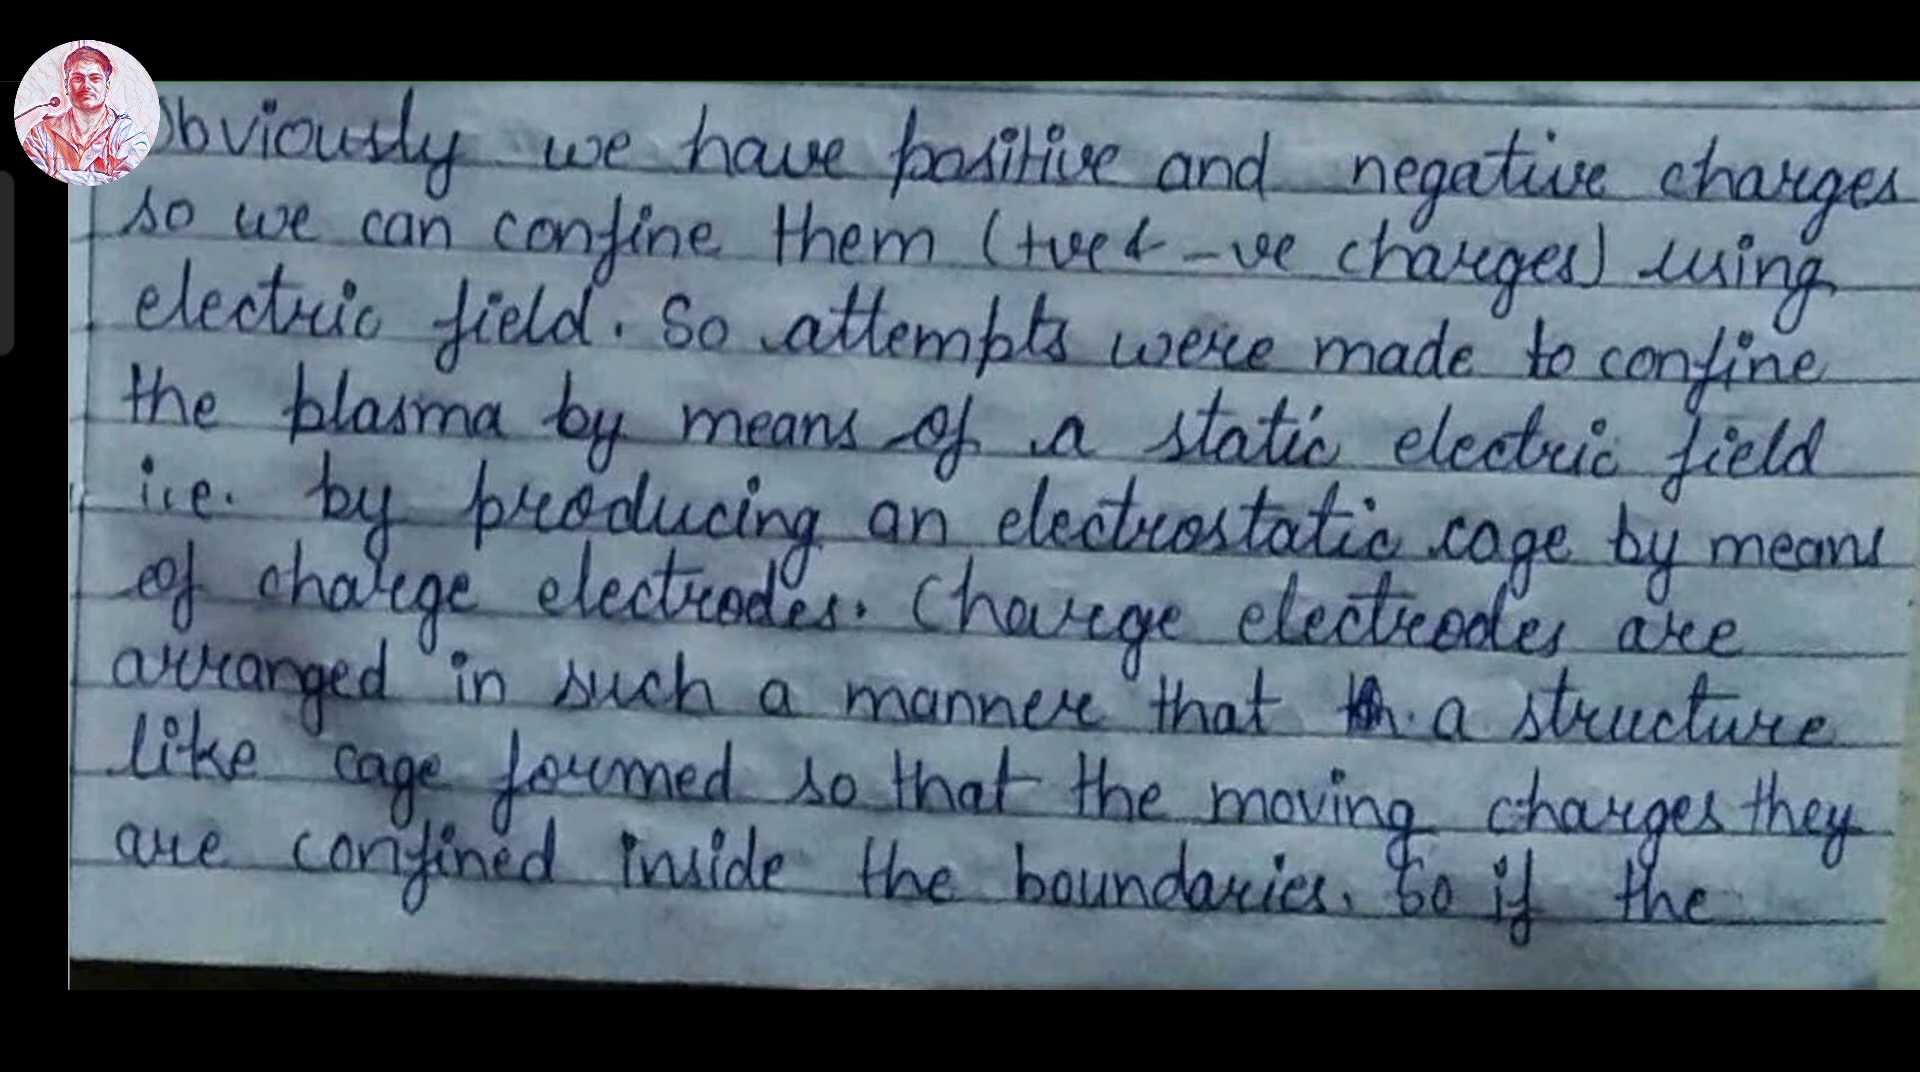 Obviously we have positive and negative charges
so we can confine them (+ve & -ve charges) using
electric field. So attempts were made to confine
the plasma by means of a static electric field
i.e. by producing an electrostatic cage by means
of charge electrodes. Charge electrodes are
arranged in such a manner that a structure
like cage formed so that the moving charges they
are confined inside the boundaries. So if the